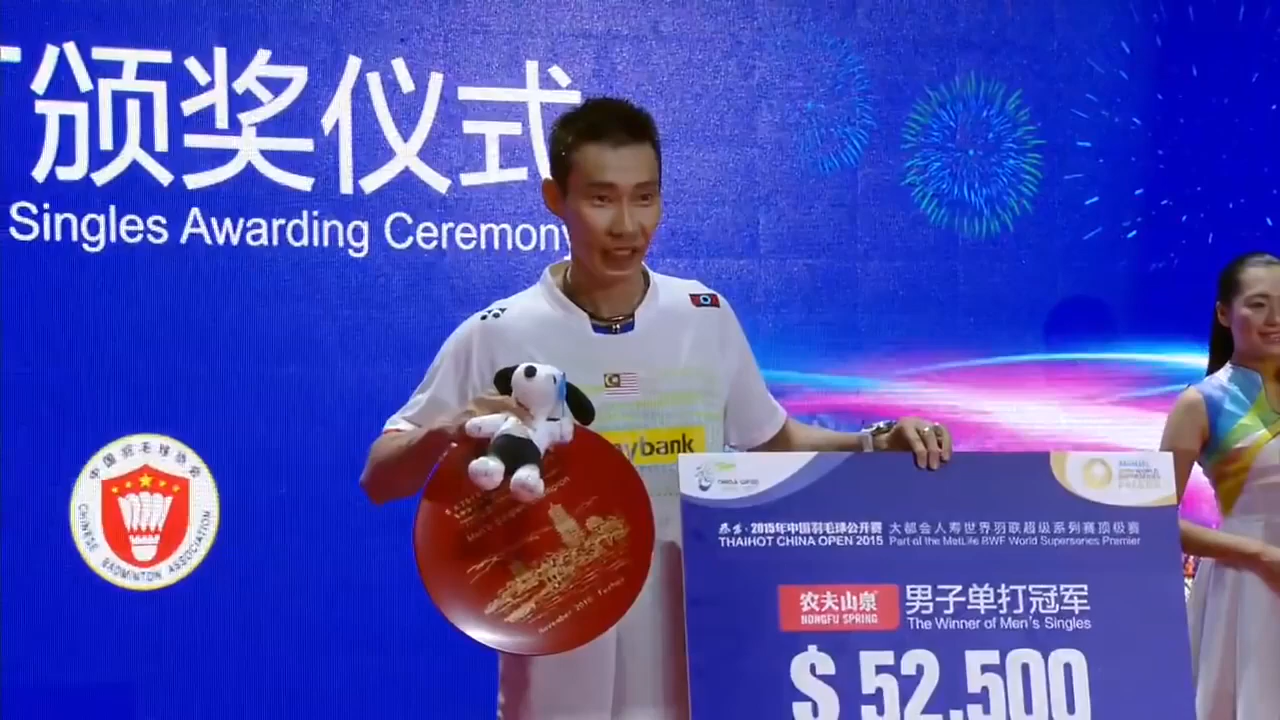 颁奖仪式
Singles Awarding Ceremony
中国羽毛球协会
CHINESE BADMINTON ASSOCIATION
ybank
November 2015
2015年中国羽毛球公开赛 大都会人寿世界羽联超级系列赛顶级赛
THAIHOT CHINA OPEN 2015 Part of the MetLife BWF World Superseries Premier
农夫山泉 男子单打冠军
NONGFU SPRING The Winner of Men's Singles
$ 52,500